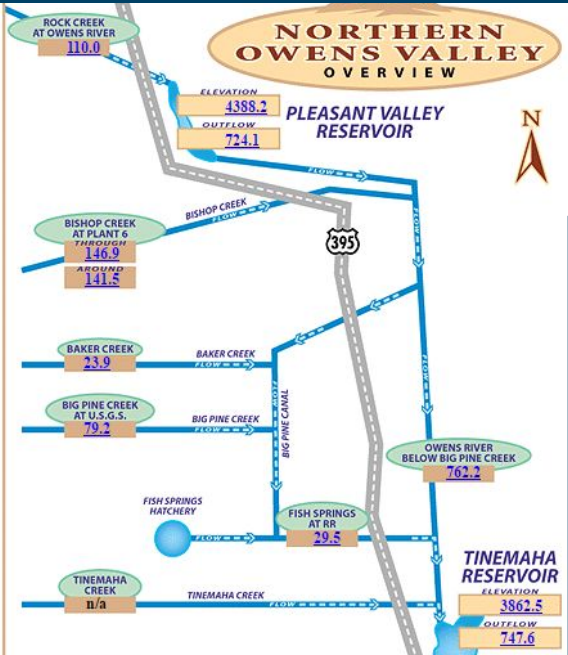 NORTHERN
OWENS VALLEY
OVERVIEW
ROCK CREEK
AT OWENS RIVER
110.0
ELEVATION
4388.2
OUTFLOW
724.1
PLEASANT VALLEY
RESERVOIR
N
FLOW
BISHOP CREEK
FLOW
FLOW
BISHOP CREEK
AT PLANT 6
THROUGH
146.9
AROUND
141.5
395
BAKER CREEK
23.9
BAKER CREEK
FLOW
FLOW
FLOW
BIG PINE CANAL
BIG PINE CREEK
AT U.S.G.S.
79.2
BIG PINE CREEK
FLOW
OWENS RIVER
BELOW BIG PINE CREEK
762.2
FISH SPRINGS
HATCHERY
FLOW
FISH SPRINGS
AT RR
29.5
TINEMAHA
CREEK
n/a
TINEMAHA CREEK
FLOW
TINEMAHA
RESERVOIR
ELEVATION
3862.5
OUTFLOW
747.6